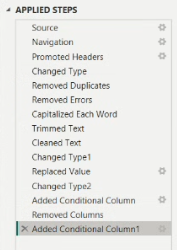 APPLIED STEPS
Source
Navigation
Promoted Headers
Changed Type
Removed Duplicates
Removed Errors
Capitalized Each Word
Trimmed Text
Cleaned Text
Changed Type1
Replaced Value
Changed Type2
Added Conditional Column
Removed Columns
Added Conditional Column1